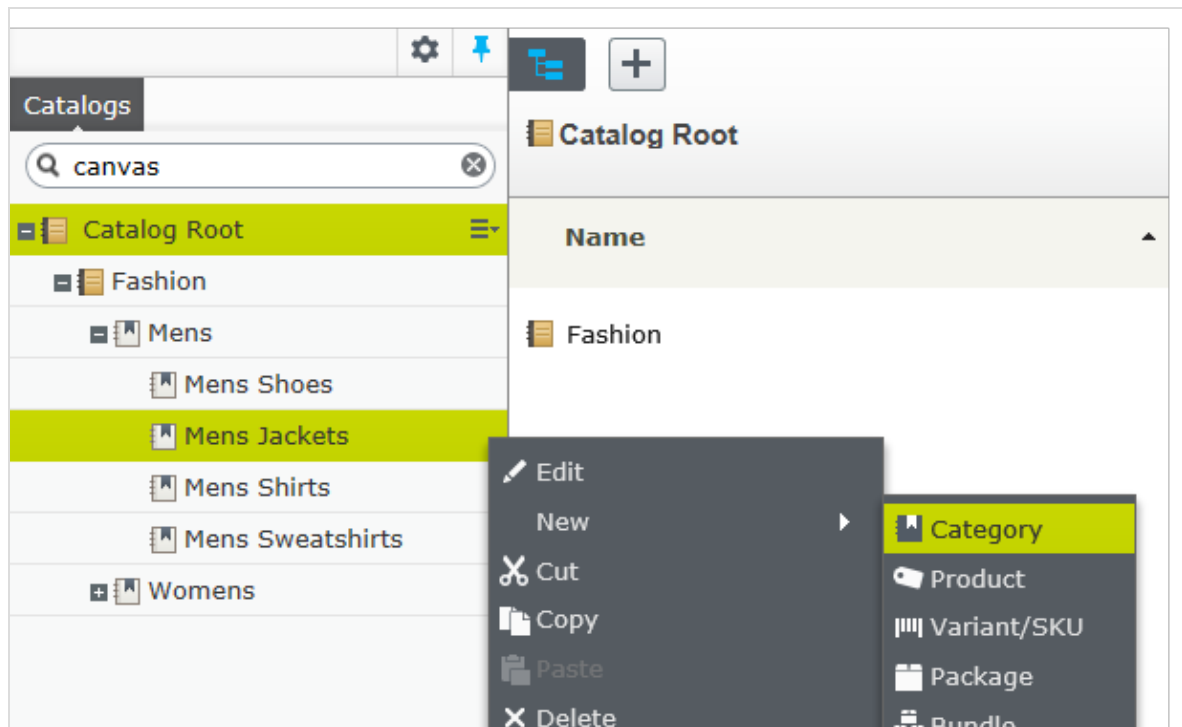 Catalogs
canvas
Catalog Root
Fashion
Mens
Mens Shoes
Mens Jackets
Mens Shirts
Mens Sweatshirts
Womens
Catalog Root
Name
Fashion
Edit
New
Cut
Copy
Paste
Delete
Category
Product
Variant/SKU
Package
Bundle